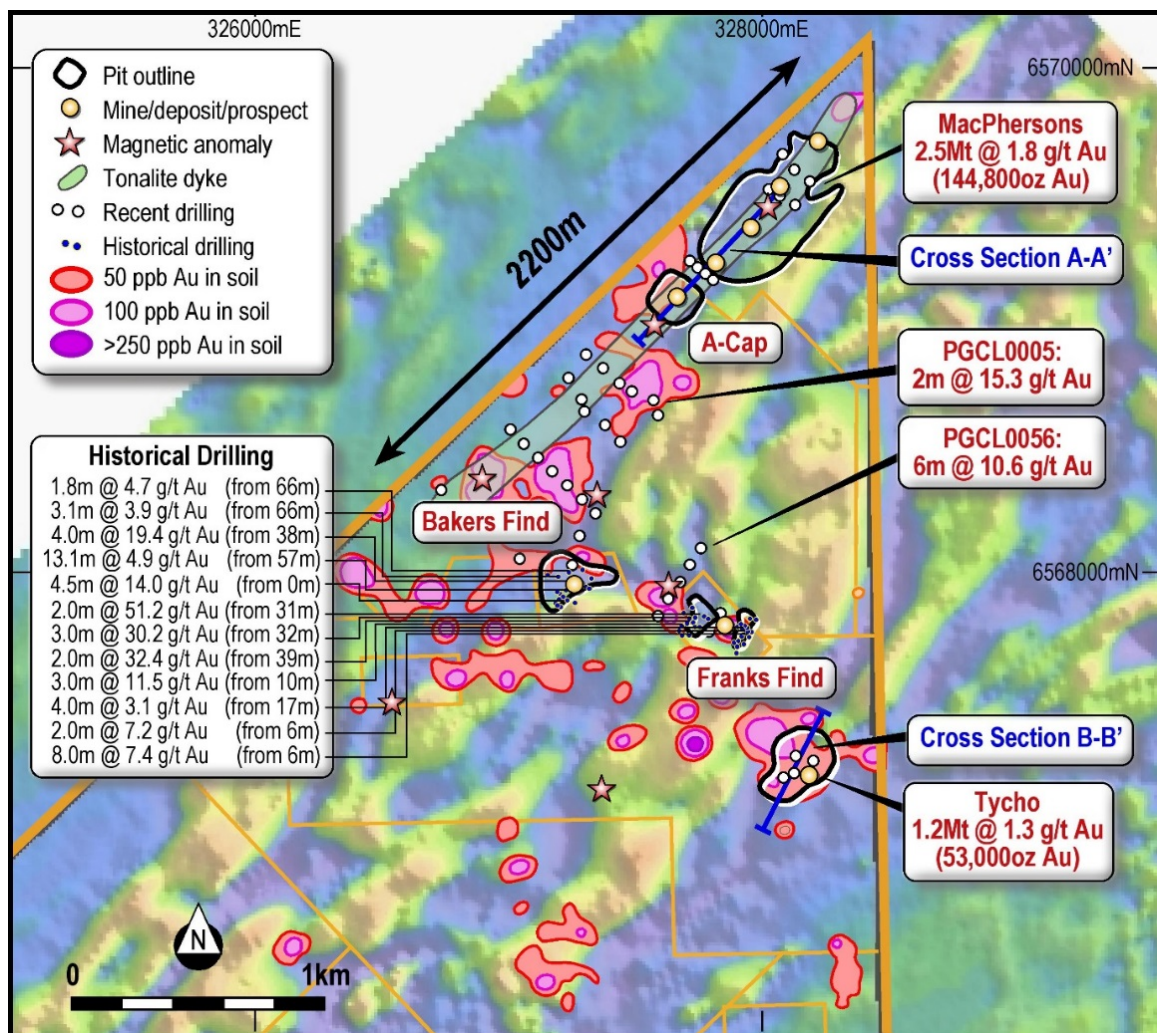 326000mE
328000mE
6570000mN
Pit outline
Mine/deposit/prospect
Magnetic anomaly
Tonalite dyke
Recent drilling
Historical drilling
50 ppb Au in soil
100 ppb Au in soil
>250 ppb Au in soil
2200m
MacPhersons
2.5Mt @ 1.8 g/t Au
(144,800oz Au)
Cross Section A-A’
A-Cap
PGCL0005:
2m @ 15.3 g/t Au
PGCL0056:
6m @ 10.6 g/t Au
Historical Drilling
1.8m @ 4.7 g/t Au (from 66m)
3.1m @ 3.9 g/t Au (from 66m)
4.0m @ 19.4 g/t Au (from 38m)
13.1m @ 4.9 g/t Au (from 57m)
4.5m @ 14.0 g/t Au (from 0m)
2.0m @ 51.2 g/t Au (from 31m)
3.0m @ 30.2 g/t Au (from 32m)
2.0m @ 32.4 g/t Au (from 39m)
3.0m @ 11.5 g/t Au (from 10m)
4.0m @ 3.1 g/t Au (from 17m)
2.0m @ 7.2 g/t Au (from 6m)
8.0m @ 7.4 g/t Au (from 6m)
Bakers Find
6568000mN
Franks Find
Cross Section B-B’
Tycho
1.2Mt @ 1.3 g/t Au
(53,000oz Au)
N
0
1km